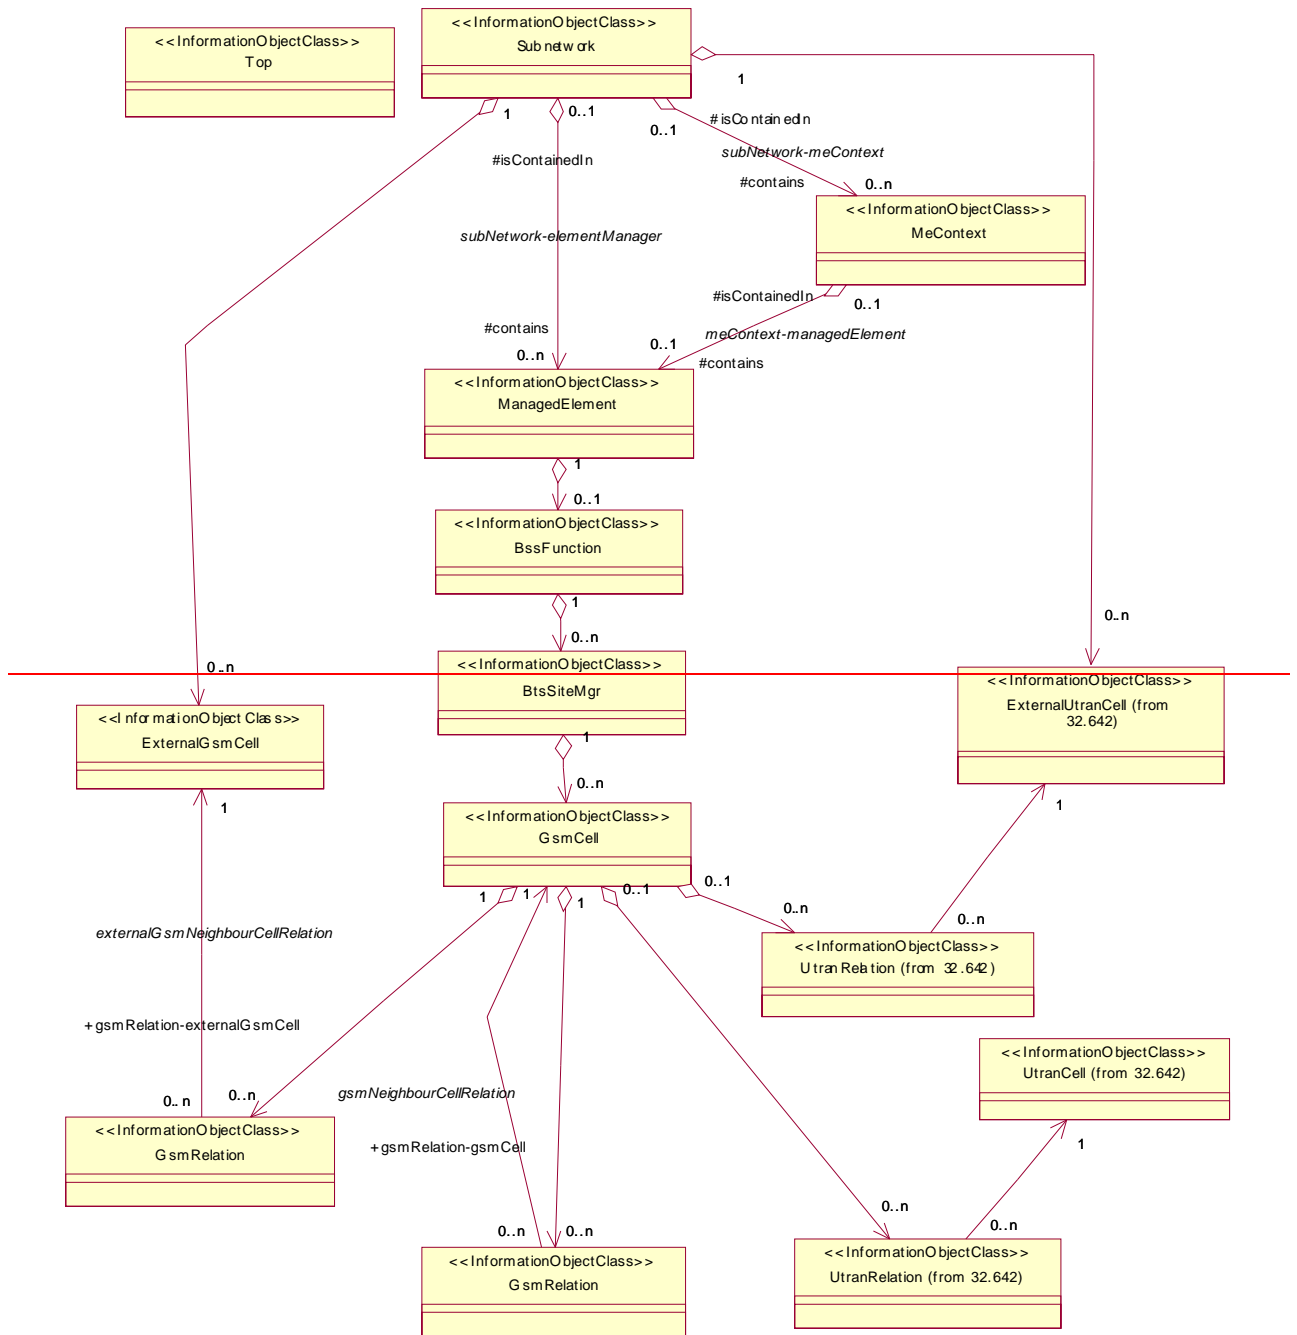 <<InformationObjectClass>>
Top
<<InformationObjectClass>>
Subnetwork
1
1
0..1
0..1
#isContainedIn
subNetwork-meContext
#contains
0..n
#isContainedIn
<<InformationObjectClass>>
MeContext
subNetwork-elementManager
#isContainedIn
0..1
meContext-managedElement
0..1
#contains
#contains
0..n
<<InformationObjectClass>>
ManagedElement
1
0..1
<<InformationObjectClass>>
BssFunction
1
0..n
0..n
0..n
<<InformationObjectClass>>
BtsSiteMgr
<<InformationObjectClass>>
ExternalUtranCell (from
32.642)
<<InformationObjectClass>>
ExternalGsmCell
1
0..n
1
1
<<InformationObjectClass>>
GsmCell
1
1
1
0..1
0..1
0..n
0..n
externalGsmNeighbourCellRelation
<<InformationObjectClass>>
UtranRelation (from 32.642)
+gsmRelation-externalGsmCell
<<InformationObjectClass>>
UtranCell (from 32.642)
0..n
0..n
gsmNeighbourCellRelation
<<InformationObjectClass>>
GsmRelation
+gsmRelation-gsmCell
1
0..n
0..n
0..n
0..n
<<InformationObjectClass>>
GsmRelation
<<InformationObjectClass>>
UtranRelation (from 32.642)